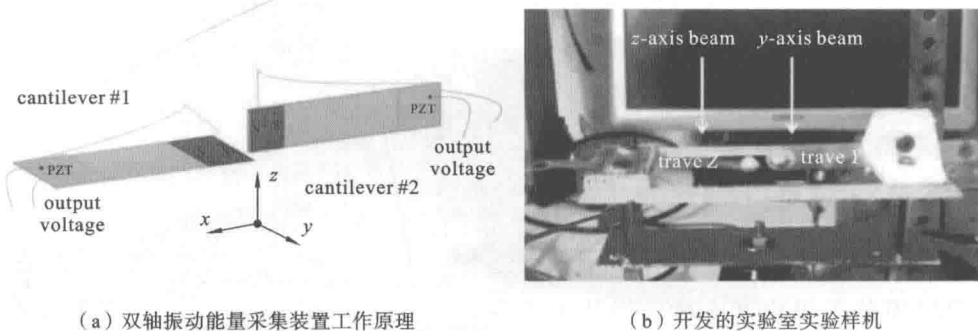 cantilever #1
PZT
output
voltage
PZT
output
voltage
cantilever #2
z
x
y
z-axis beam
y-axis beam
trave Z
trave Y
（a）双轴振动能量采集装置工作原理
（b）开发的实验室实验样机